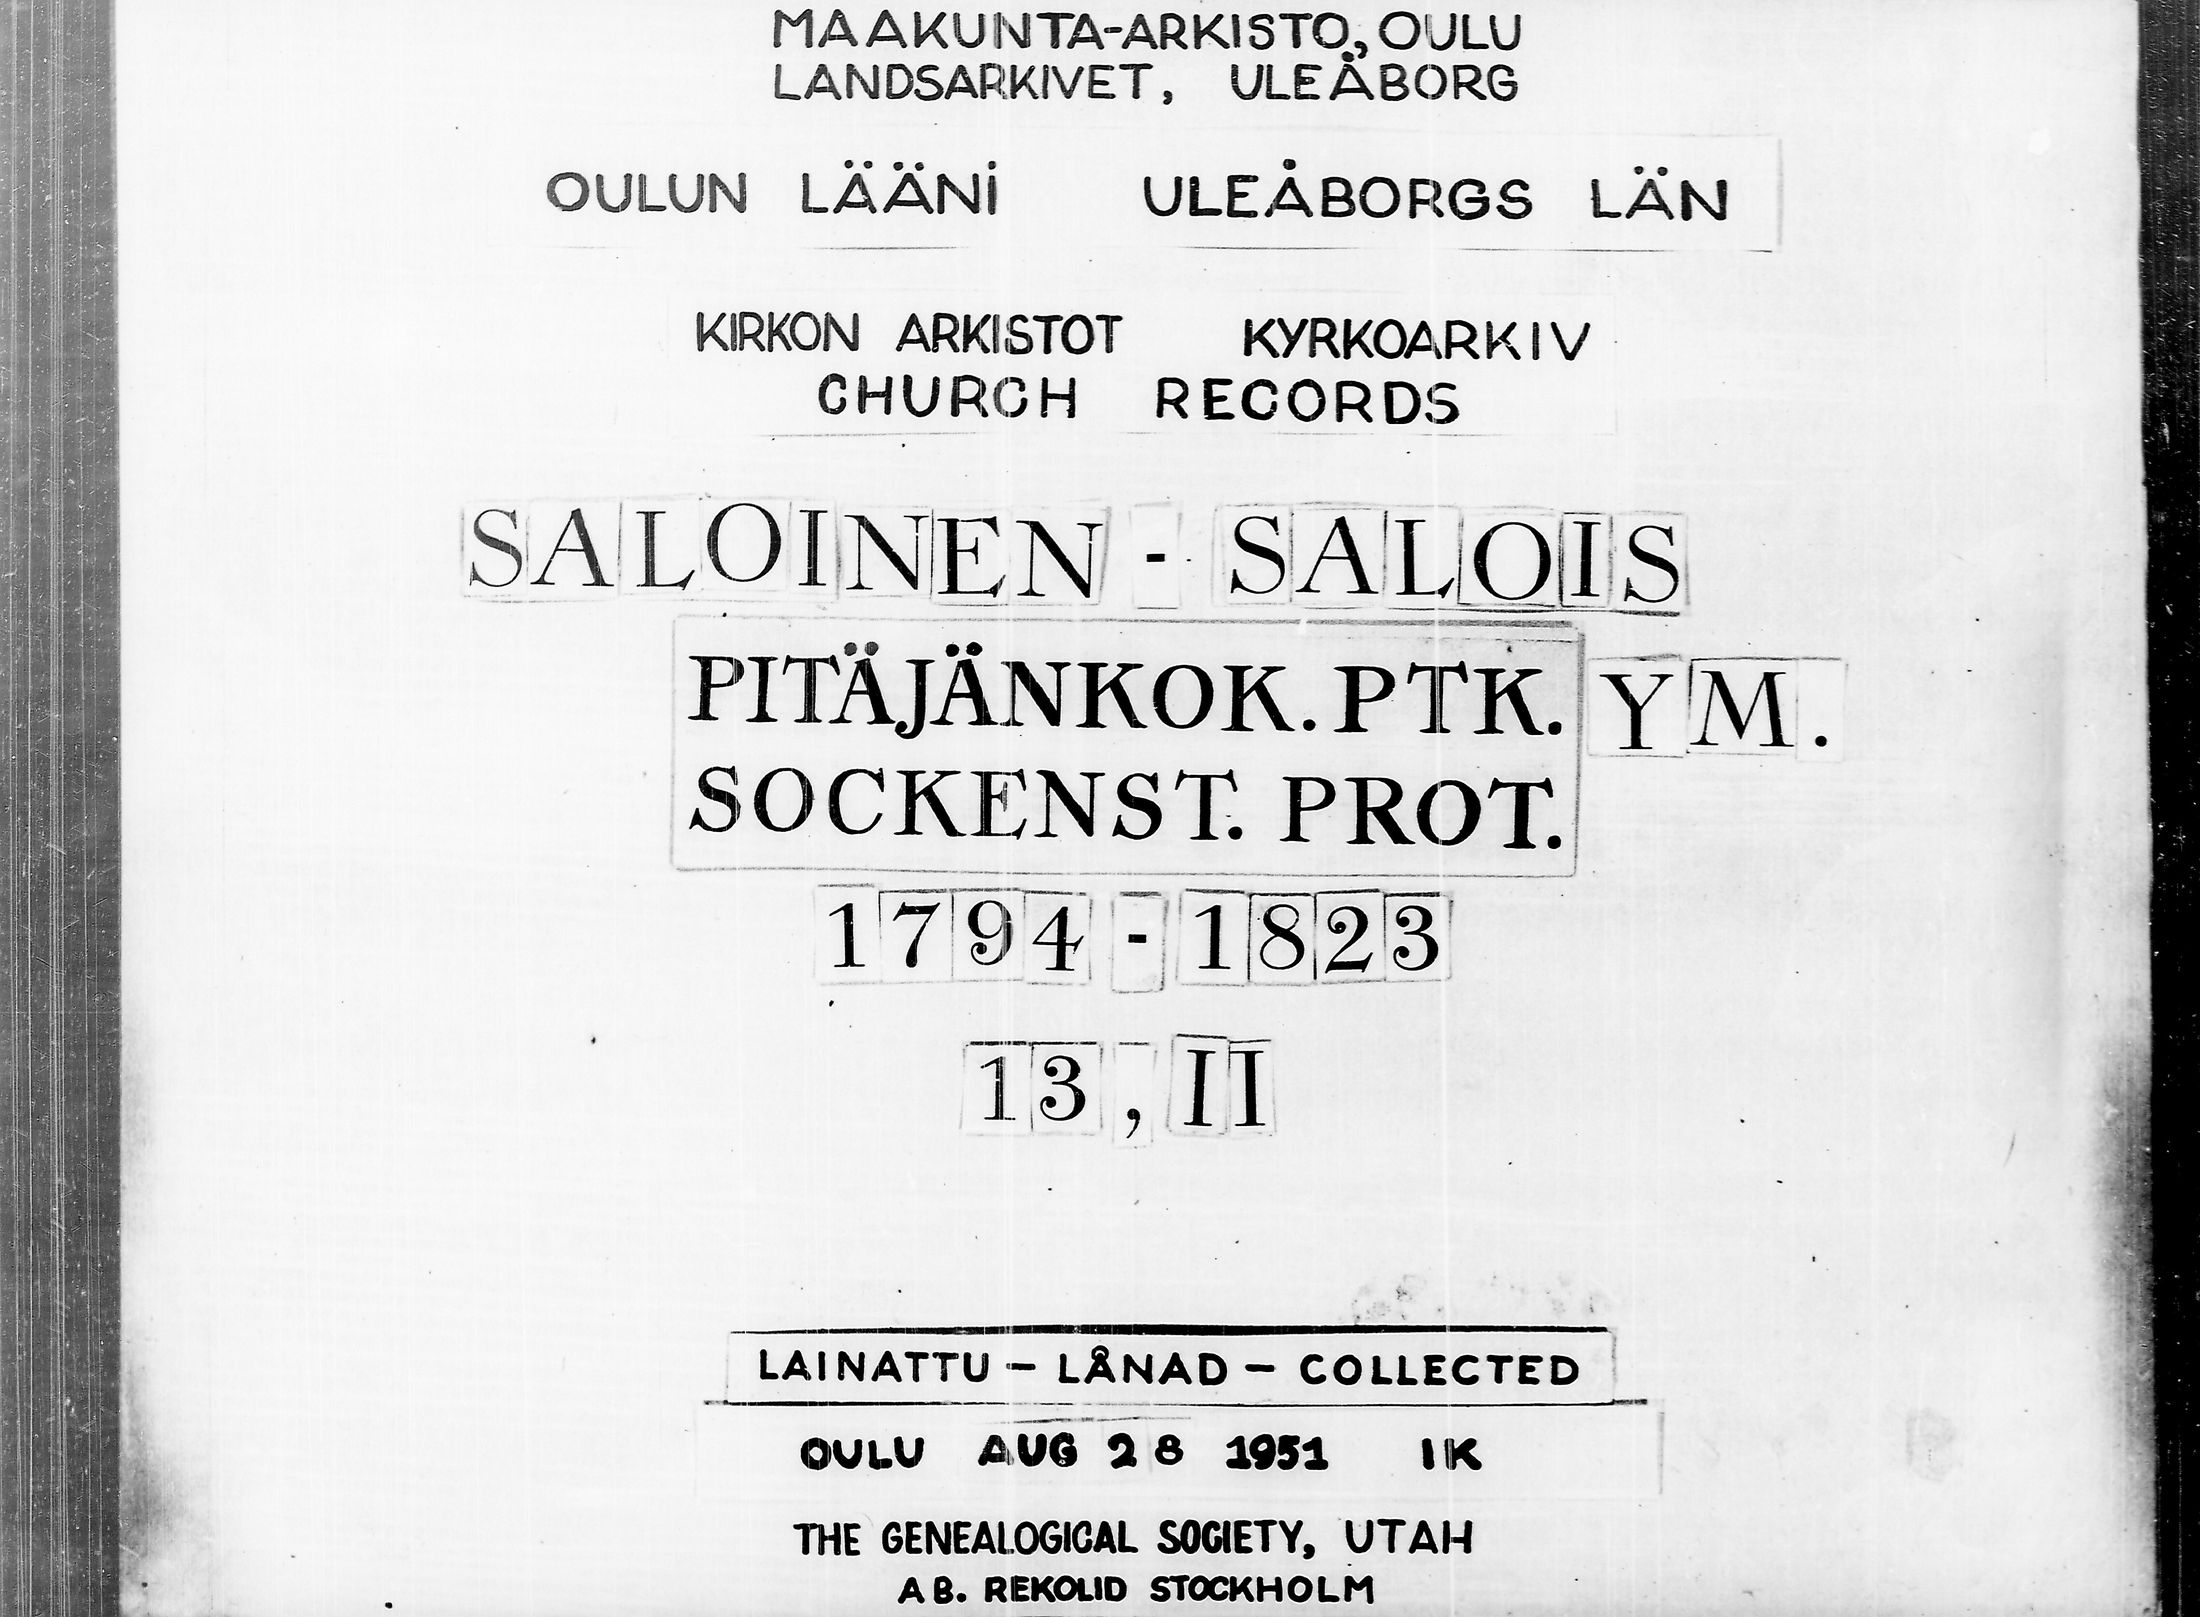 MAAKUNTA-ARKISTO, OULU
LANDSARKIVET, ULEÅBORG
OULUN LÄÄNI ULEÅBORGS LÄN
KIRKON ARKISTOT KYRKOARKIV
CHURCH RECORDS
SALOINEN - SALOIS
PITÄJÄNKOK. PTK. YM.
SOCKENST. PROT.
1794 - 1823
13, II
LAINATTU - LÅNAD - COLLECTED
OULU AUG 28 1951 IK
THE GENEALOGICAL SOCIETY, UTAH
AB. REKOLID STOCKHOLM